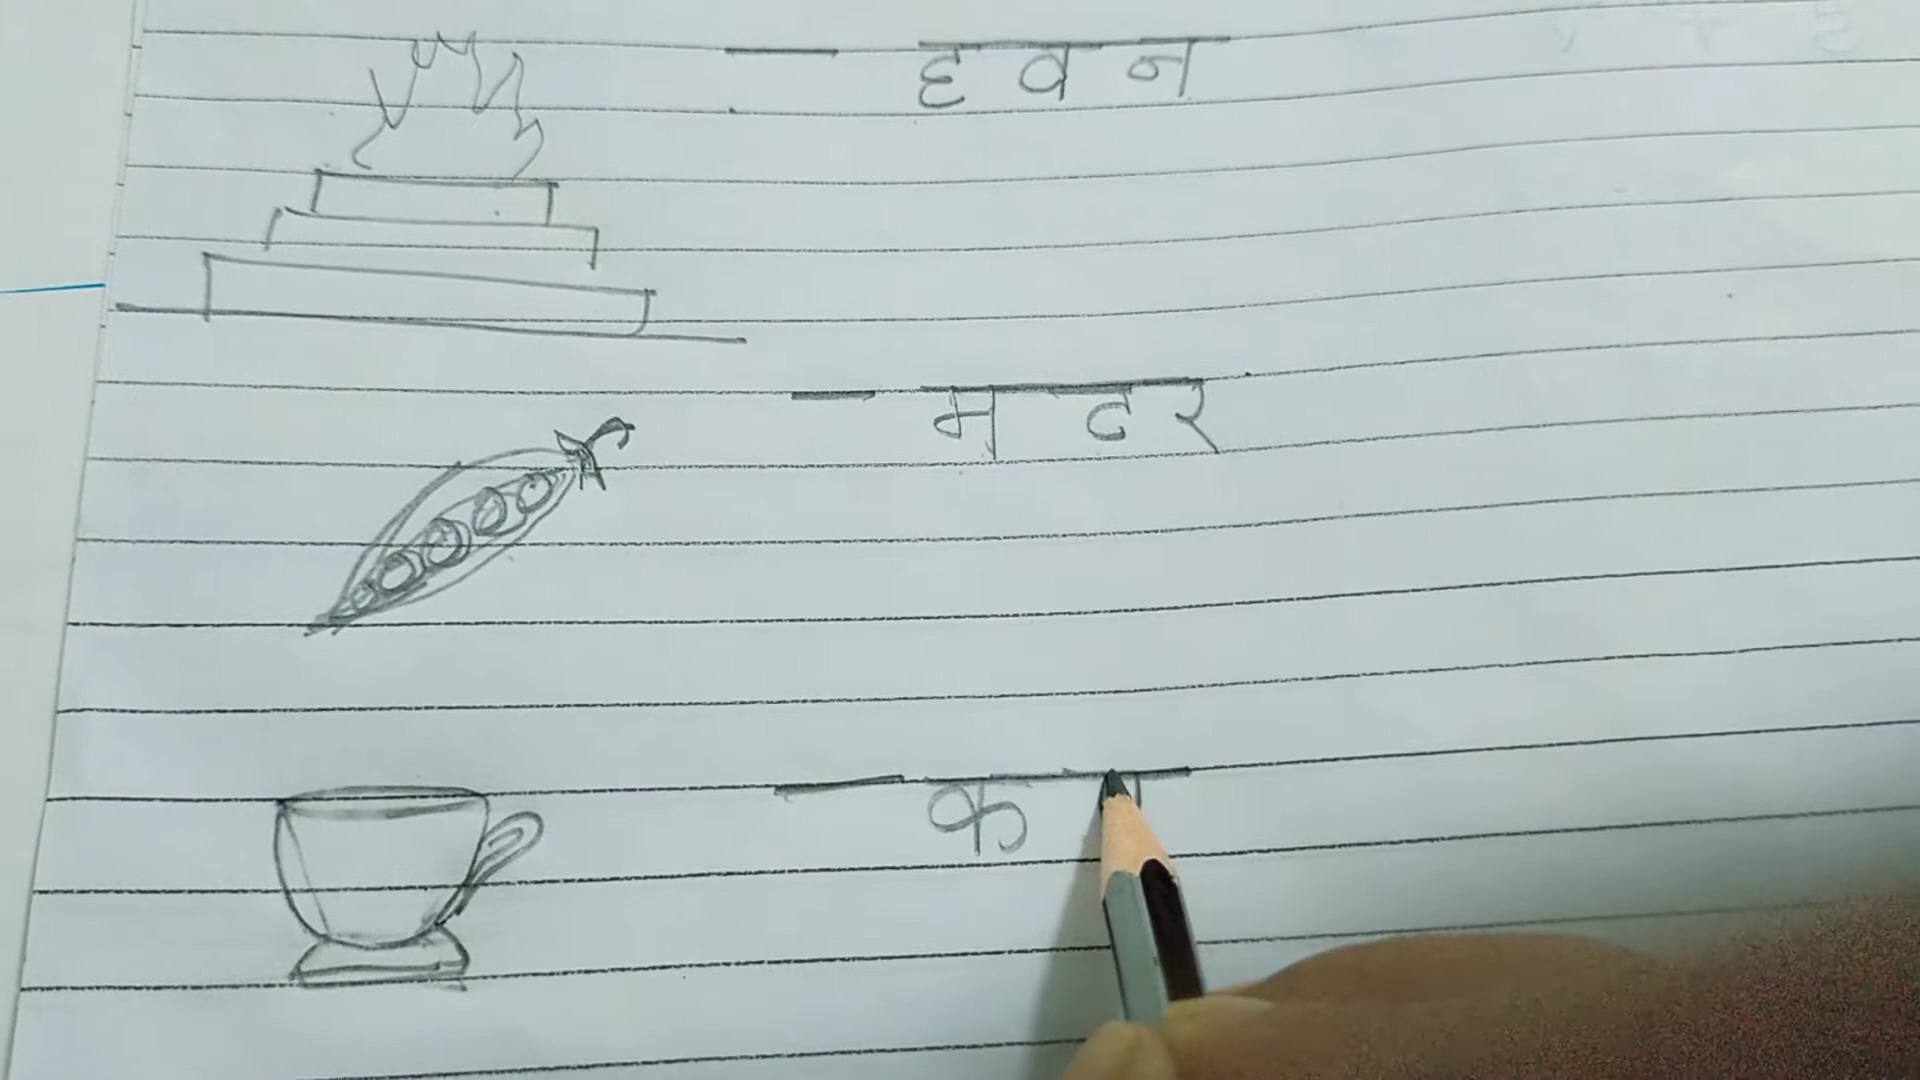 — हवन
— मटर
— क